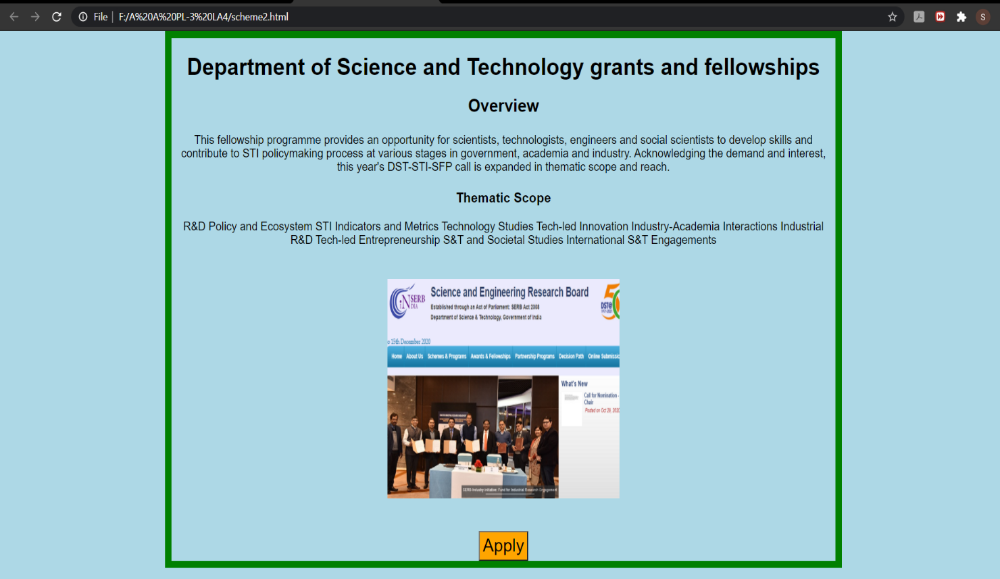 File F:/A%20A%20PL-3%20LA4/scheme2.html
S
Department of Science and Technology grants and fellowships
Overview
This fellowship programme provides an opportunity for scientists, technologists, engineers and social scientists to develop skills and
contribute to STI policymaking process at various stages in government, academia and industry. Acknowledging the demand and interest,
this year's DST-STI-SFP call is expanded in thematic scope and reach.
Thematic Scope
R&D Policy and Ecosystem STI Indicators and Metrics Technology Studies Tech-led Innovation Industry-Academia Interactions Industrial
R&D Tech-led Entrepreneurship S&T and Societal Studies International S&T Engagements
SERB
INDIA
Science and Engineering Research Board
Established through an Act of Parliament: SERB Act 2008
Department of Science & Technology, Government of India
DST
o 15th December 2020
Home About Us Schemes & Programs Awards & Fellowships Partnership Programs Decision Path Online Submissio
What's New
Call for Nomination -
Chair
Posted on Oct 28, 2020
SERB-Industry Initiative: Fund for Industrial Research Engagement
Apply